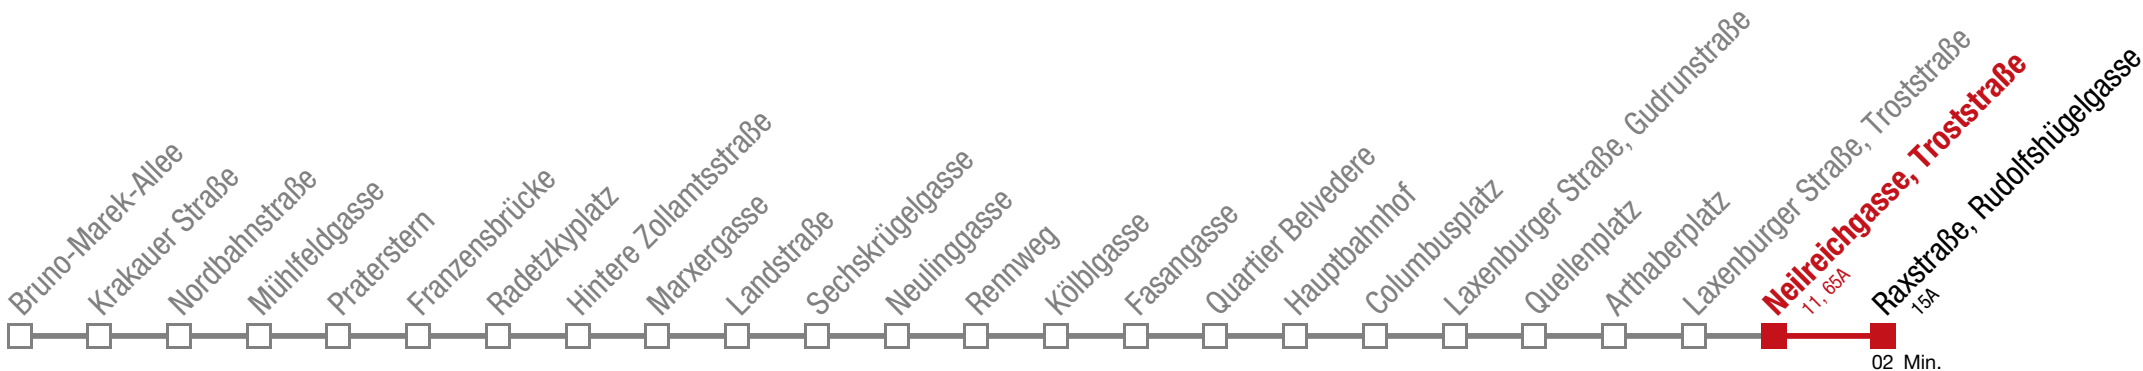 Bruno-Marek-Allee
Krakauer Straße
Nordbahnstraße
Mühlfeldgasse
Praterstern
Franzensbrücke
Radetzkyplatz
Hintere Zollamtsstraße
Marxergasse
Landstraße
Sechskrügelgasse
Neulinggasse
Rennweg
Kölblgasse
Fasangasse
Quartier Belvedere
Hauptbahnhof
Columbusplatz
Laxenburger Straße, Gudrunstraße
Quellenplatz
Arthaberplatz
Laxenburger Straße, Troststraße
Neilreichgasse, Troststraße
11, 65A
Raxstraße, Rudolfshügelgasse
15A
02 Min.